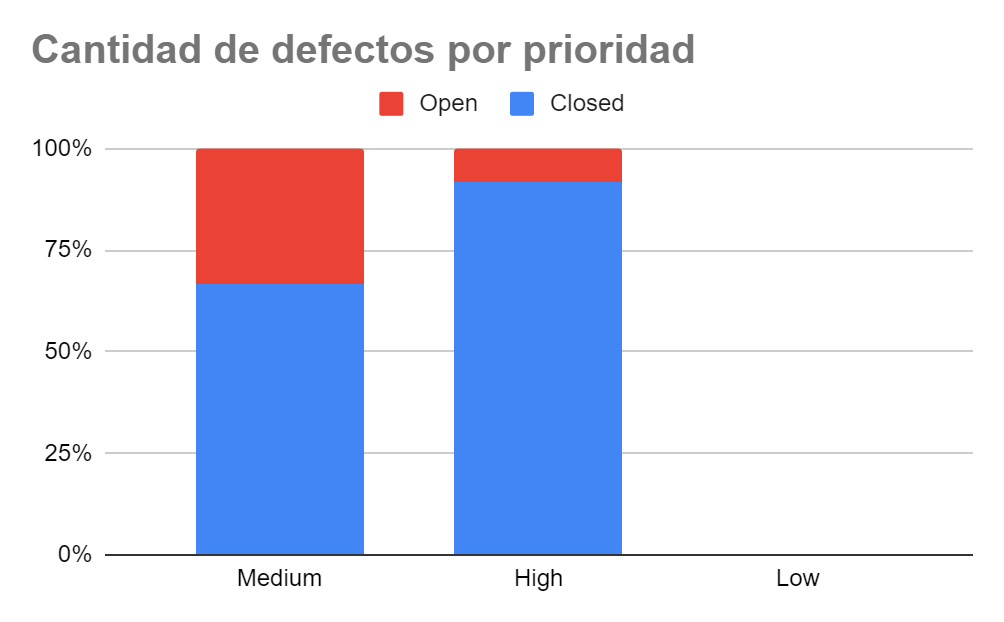 Cantidad de defectos por prioridad
Open Closed
100%
75%
50%
25%
0%
Medium High Low